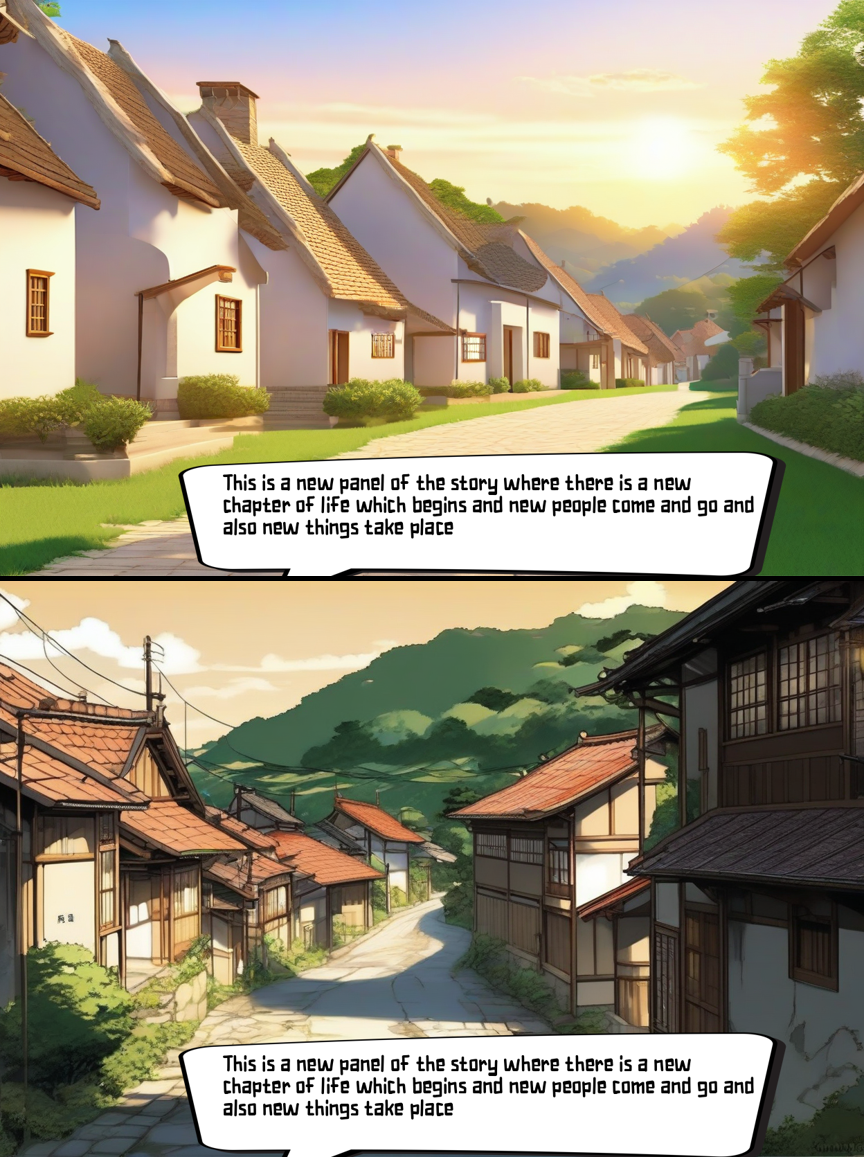 This is a new panel of the story where there is a new
chapter of life which begins and new people come and go and
also new things take place
This is a new panel of the story where there is a new
chapter of life which begins and new people come and go and
also new things take place